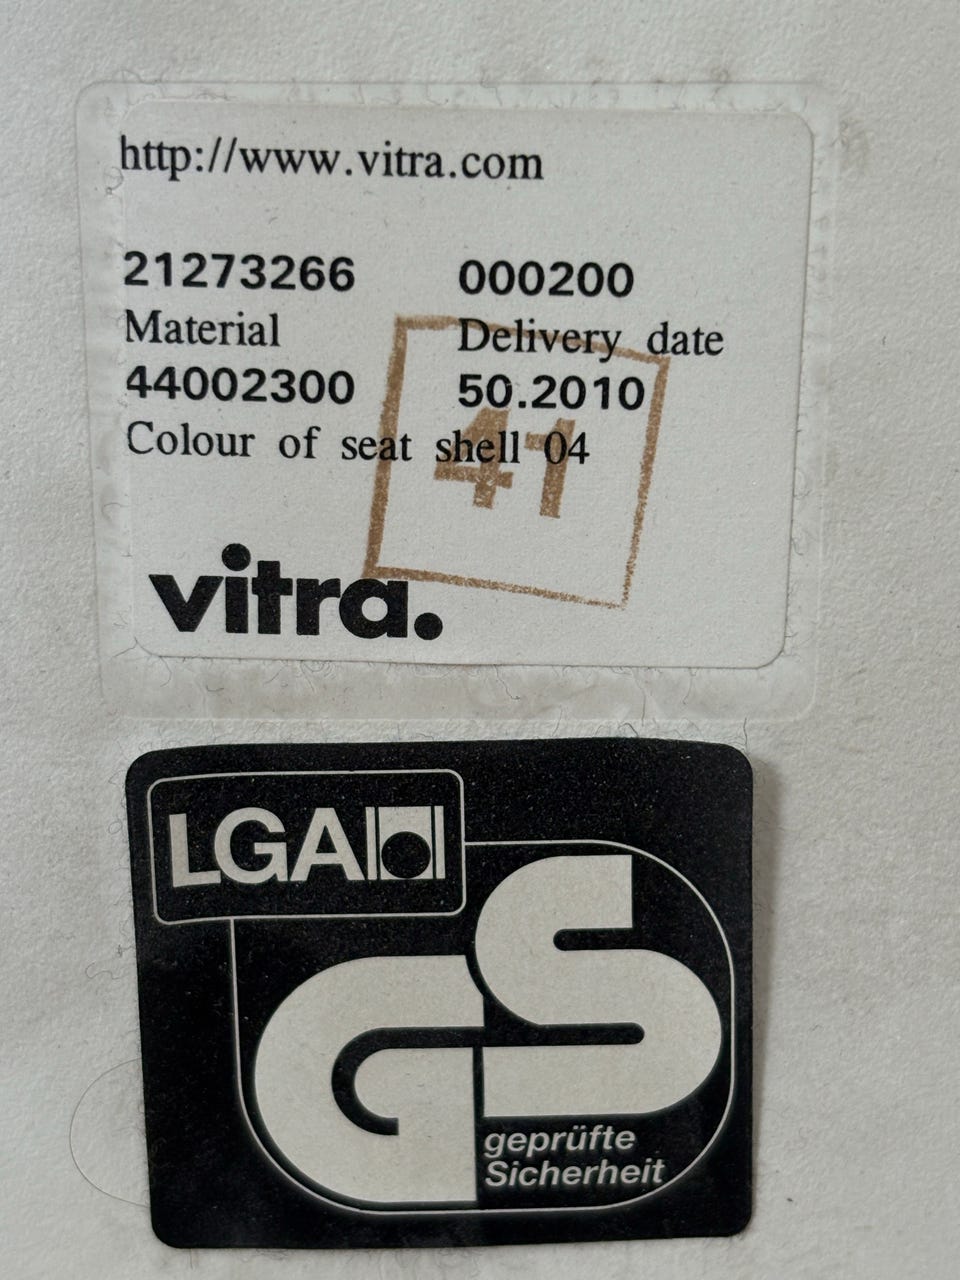 http://www.vitra.com
21273266 000200
Material Delivery date
44002300 50.2010
Colour of seat shell 04
41
vitra.
LGA
GS
geprüfte
Sicherheit